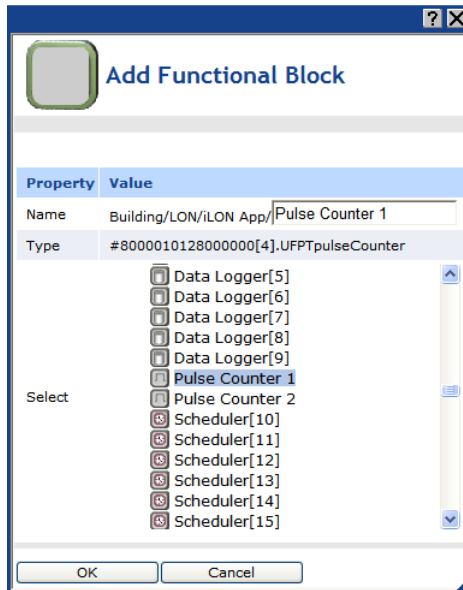 Add Functional Block
Property Value
Name Building/LON/iLON App/ Pulse Counter 1
Type #8000010128000000[4].UFPTpulseCounter
Select
Data Logger[5]
Data Logger[6]
Data Logger[7]
Data Logger[8]
Data Logger[9]
Pulse Counter 1
Pulse Counter 2
Scheduler[10]
Scheduler[11]
Scheduler[12]
Scheduler[13]
Scheduler[14]
Scheduler[15]
OK Cancel